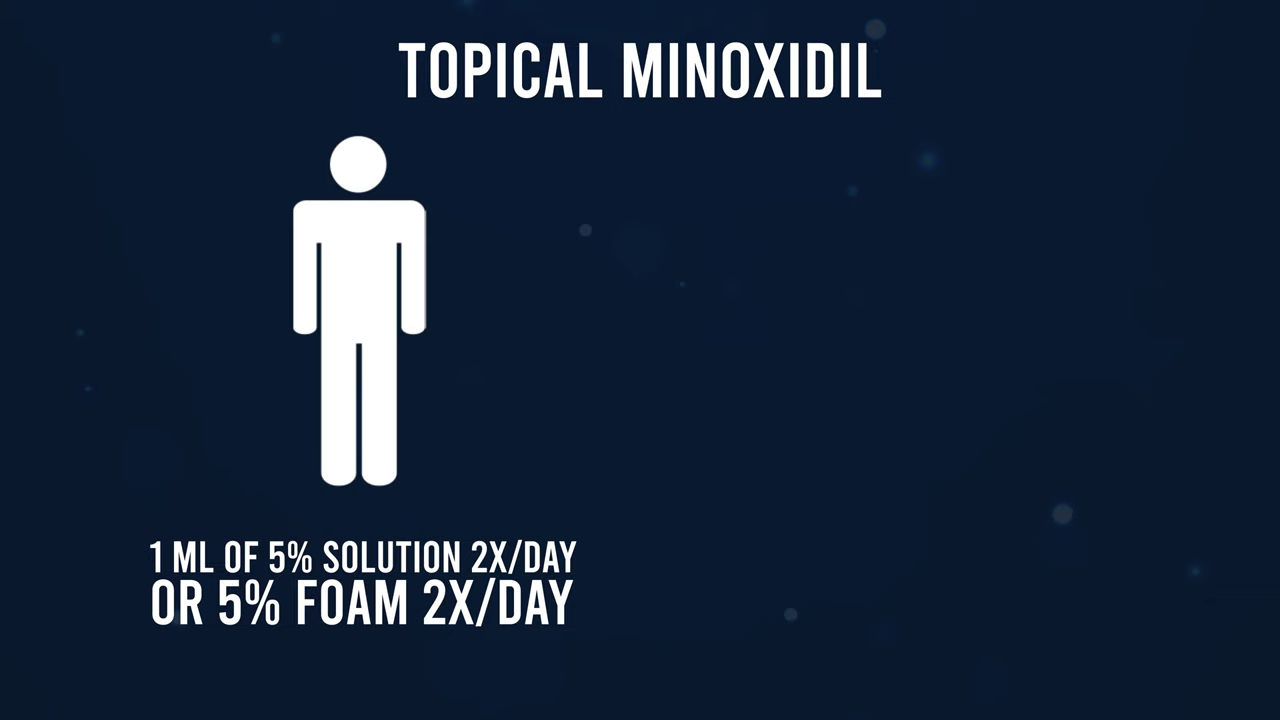 TOPICAL MINOXIDIL
1 ML OF 5% SOLUTION 2X/DAY
OR 5% FOAM 2X/DAY